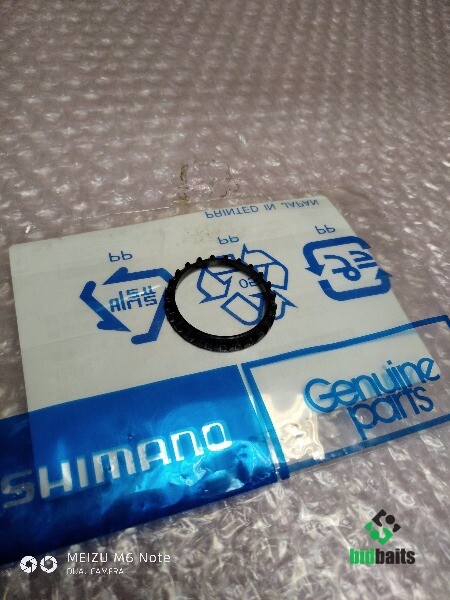 PRINTED IN JAPAN
PP PP PP
SHIMANO
Genuine
parts
bidbaits
MEIZU M6 Note
DUAL CAMERA